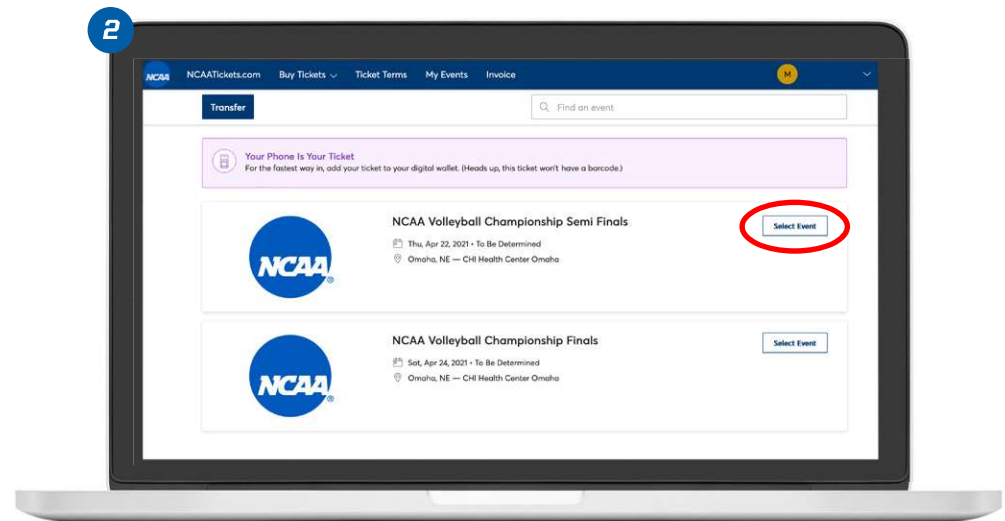 2
NCAA NCAATickets.com Buy Tickets Ticket Terms My Events Invoice M
Transfer Find an event
Your Phone Is Your Ticket
For the fastest way in, add your ticket to your digital wallet. (Heads up, this ticket won't have a barcode.)
NCAA Volleyball Championship Semi Finals Select Event
Thu, Apr 22, 2021 • To Be Determined
Omaha, NE — CHI Health Center Omaha
NCAA®
NCAA Volleyball Championship Finals Select Event
Sat, Apr 24, 2021 • To Be Determined
Omaha, NE — CHI Health Center Omaha
NCAA®